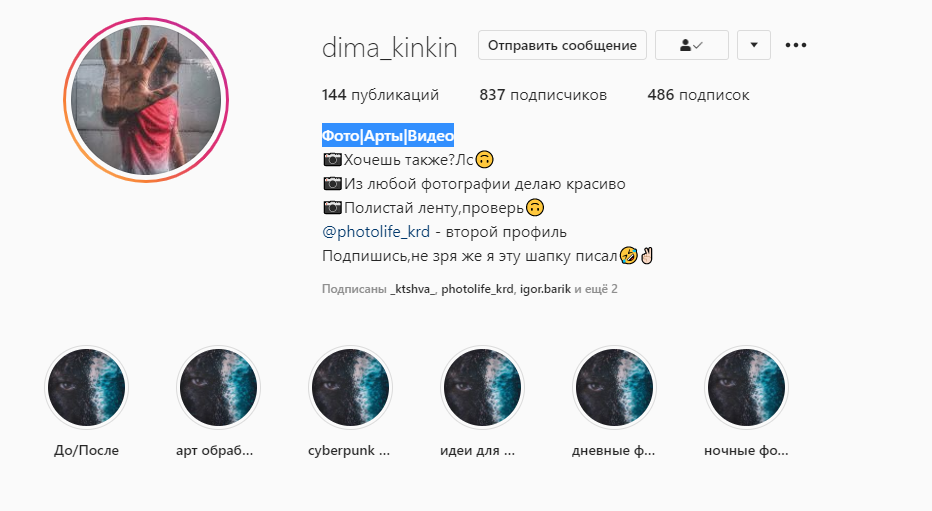 dima_kinkin Отправить сообщение
144 публикаций 837 подписчиков 486 подписок
Фото|Арты|Видео
📷Хочешь также?Лс🙃
📷Из любой фотографии делаю красиво
📷Полистай ленту,проверь🙃
@photolife_krd - второй профиль
Подпишись,не зря же я эту шапку писал🤣✌🏻
Подписаны _ktshva_, photolife_krd, igor.barik и ещё 2
До/После арт обраб... cyberpunk ... идеи для ... дневные ф... ночные фо...